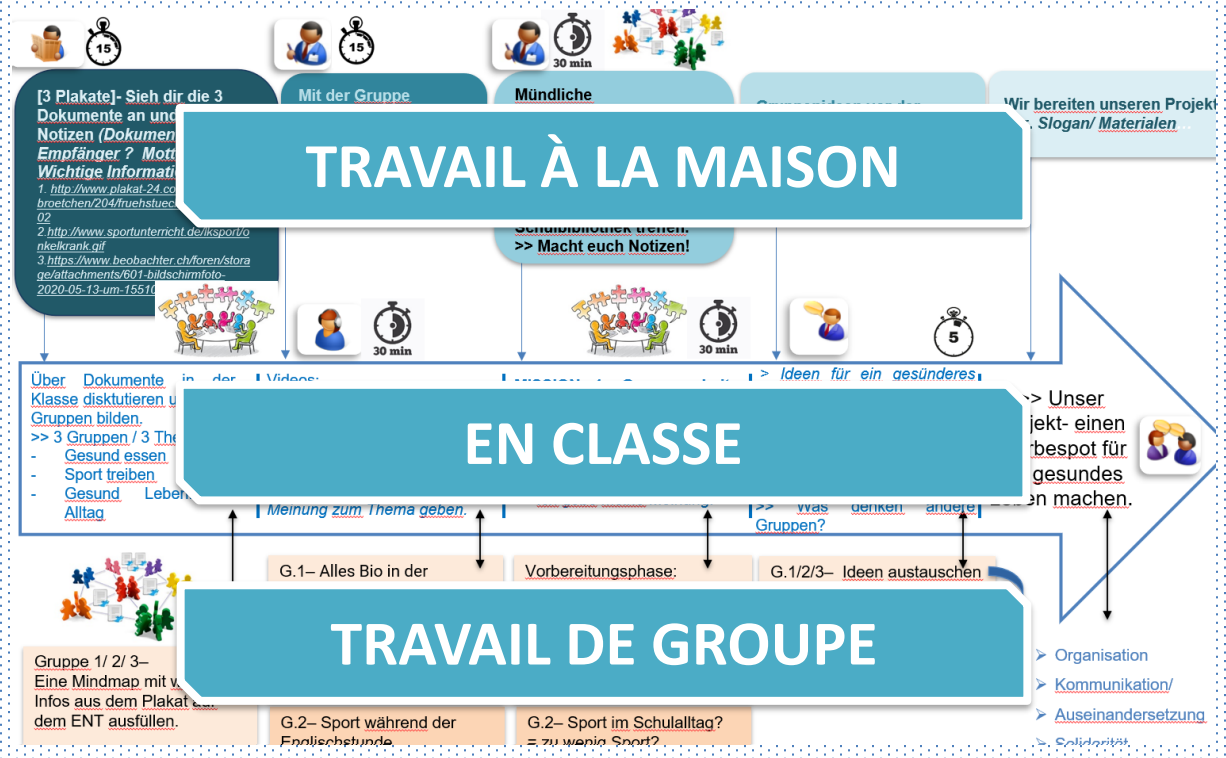 15
15
30 min
[3 Plakate]- Sieh dir die 3
Dokumente an und
Notizen (Dokumen
Empfänger ? Mott
Wichtige Informati
1. http://www.plakat-24.co
broetchen/204/fruehstuec
02
2.http://www.sportunterricht.de/lksport/o
nkelkrank.gif
3.https://www.beobachter.ch/foren/stora
ge/attachments/601-bildschirmfoto-
2020-05-13-um-15510
Mit der Gruppe
Mündliche
Schulbibliothek treffen.
>> Macht euch Notizen!
Wir bereiten unseren Projekt
. Slogan/ Materialen...
TRAVAIL À LA MAISON
30 min
30 min
5
Über Dokumente in der
Klasse disktutieren u
Gruppen bilden.
>> 3 Gruppen / 3 The
- Gesund essen
- Sport treiben
- Gesund Leben
Alltag
Videos:
Meinung zum Thema geben.
> Ideen für ein gesünderes
>> Was denken andere
Gruppen?
>> Unser
jekt- einen
rbespot für
gesundes
Leben machen.
EN CLASSE
G.1– Alles Bio in der
Vorbereitungsphase:
G.1/2/3– Ideen austauschen
TRAVAIL DE GROUPE
Gruppe 1/ 2/ 3–
Eine Mindmap mit w
Infos aus dem Plakat auf
dem ENT ausfüllen.
G.2– Sport während der
Englischstunde
G.2– Sport im Schulalltag?
= zu wenig Sport?
Organisation
Kommunikation/
Auseinandersetzung
Solidarität